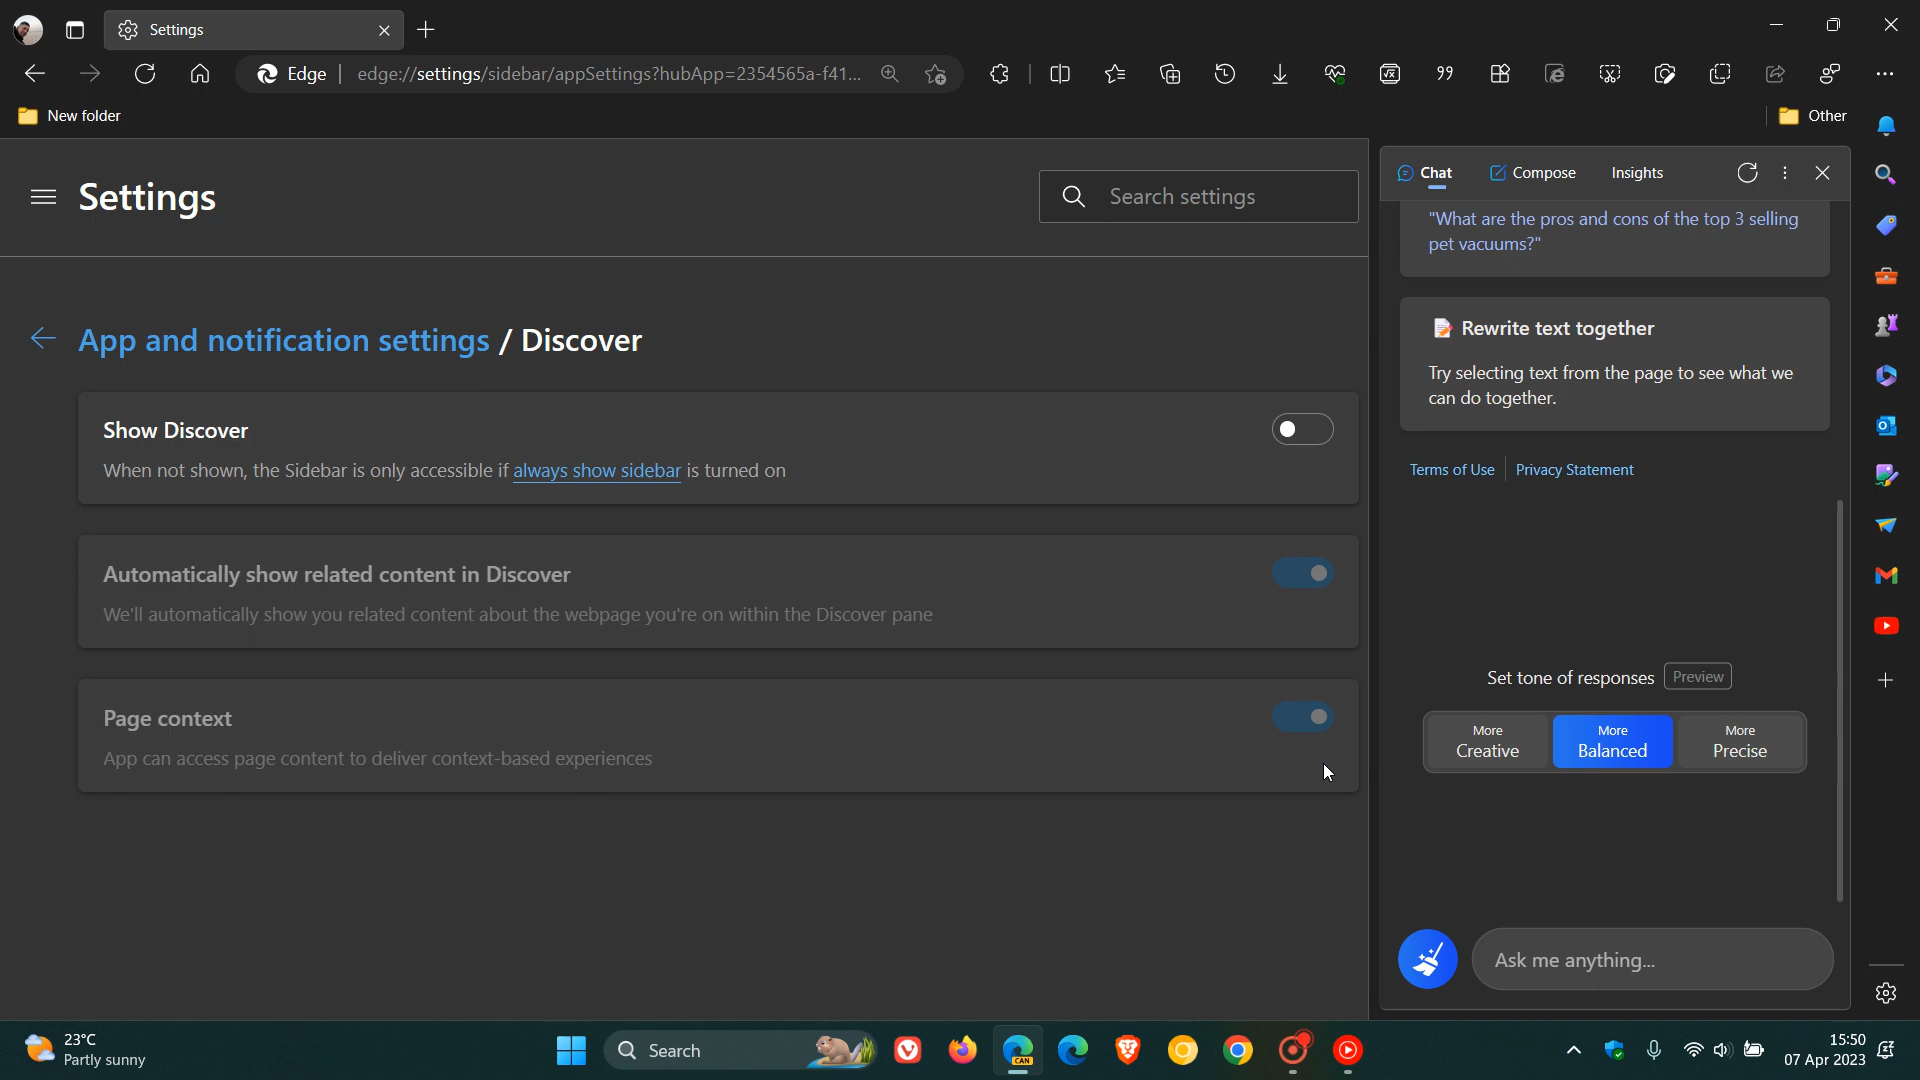 Settings
Edge
edge://settings/sidebar/appSettings?hubApp=2354565a-f41...
New folder
Other
Settings
Search settings
App and notification settings / Discover
Show Discover
When not shown, the Sidebar is only accessible if always show sidebar is turned on
Automatically show related content in Discover
We'll automatically show you related content about the webpage you're on within the Discover pane
Page context
App can access page content to deliver context-based experiences
Chat
Compose
Insights
"What are the pros and cons of the top 3 selling
pet vacuums?"
Rewrite text together
Try selecting text from the page to see what we
can do together.
Terms of Use
Privacy Statement
Set tone of responses Preview
More
Creative
More
Balanced
More
Precise
Ask me anything...
23°C
Partly sunny
Search
CAN
15:50
07 Apr 2023